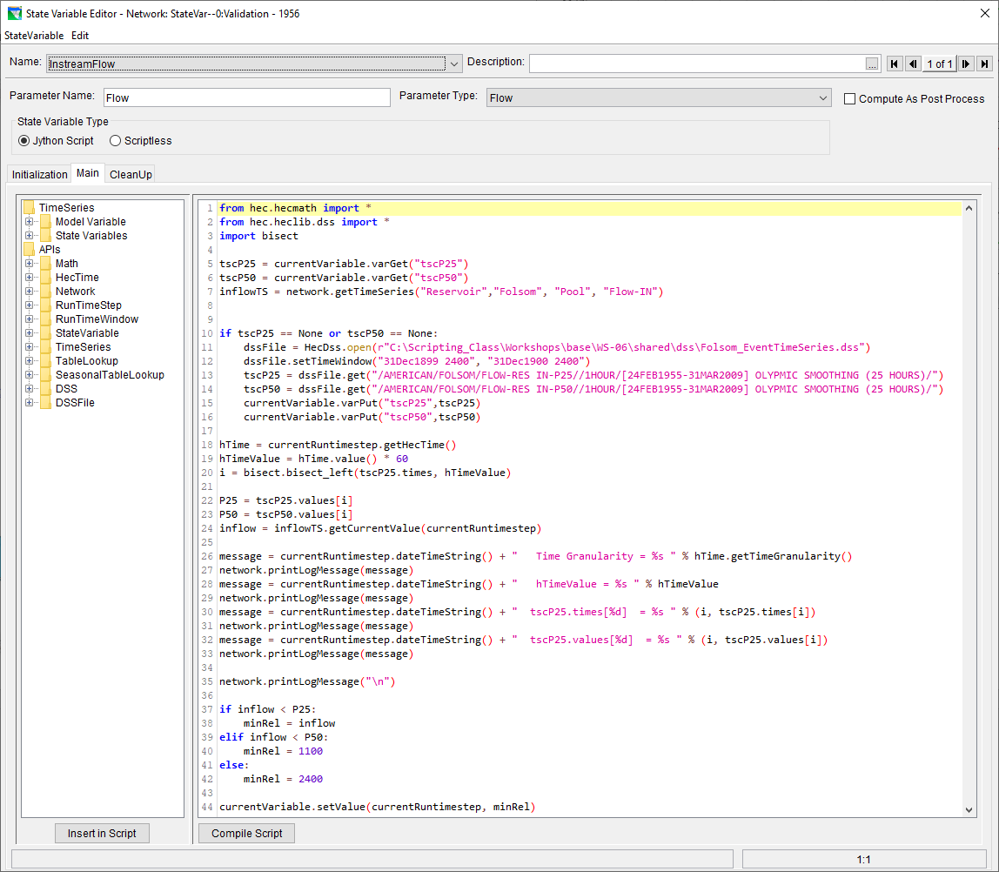 State Variable Editor - Network: StateVar--0:Validation - 1956
StateVariable Edit
Name: InstreamFlow Description: ... 1 of 1
Parameter Name: Flow Parameter Type: Flow Compute As Post Process
State Variable Type
Jython Script Scriptless
Initialization Main CleanUp
TimeSeries
Model Variable
State Variables
APIs
Math
HecTime
Network
RunTimeStep
RunTimeWindow
StateVariable
TimeSeries
TableLookup
SeasonalTableLookup
DSS
DSSFile
1 from hec.hecmath import *
2 from hec.heclib.dss import *
3 import bisect
4
5 tscP25 = currentVariable.varGet("tscP25")
6 tscP50 = currentVariable.varGet("tscP50")
7 inflowTS = network.getTimeSeries("Reservoir","Folsom", "Pool", "Flow-IN")
8
9
10 if tscP25 == None or tscP50 == None:
11     dssFile = HecDss.open(r"C:\Scripting_Class\Workshops\base\WS-06\shared\dss\Folsom_EventTimeSeries.dss")
12     dssFile.setTimeWindow("31Dec1899 2400", "31Dec1900 2400")
13     tscP25 = dssFile.get("/AMERICAN/FOLSOM/FLOW-RES IN-P25//1HOUR/[24FEB1955-31MAR2009] OLYPMIC SMOOTHING (25 HOURS)/")
14     tscP50 = dssFile.get("/AMERICAN/FOLSOM/FLOW-RES IN-P50//1HOUR/[24FEB1955-31MAR2009] OLYPMIC SMOOTHING (25 HOURS)/")
15     currentVariable.varPut("tscP25",tscP25)
16     currentVariable.varPut("tscP50",tscP50)
17
18 hTime = currentRuntimestep.getHecTime()
19 hTimeValue = hTime.value() * 60
20 i = bisect.bisect_left(tscP25.times, hTimeValue)
21
22 P25 = tscP25.values[i]
23 P50 = tscP50.values[i]
24 inflow = inflowTS.getCurrentValue(currentRuntimestep)
25
26 message = currentRuntimestep.dateTimeString() + "   Time Granularity = %s " % hTime.getTimeGranularity()
27 network.printLogMessage(message)
28 message = currentRuntimestep.dateTimeString() + "   hTimeValue = %s " % hTimeValue
29 network.printLogMessage(message)
30 message = currentRuntimestep.dateTimeString() + "  tscP25.times[%d]  = %s " % (i, tscP25.times[i])
31 network.printLogMessage(message)
32 message = currentRuntimestep.dateTimeString() + "  tscP25.values[%d]  = %s " % (i, tscP25.values[i])
33 network.printLogMessage(message)
34
35 network.printLogMessage("\n")
36
37 if inflow < P25:
38     minRel = inflow
39 elif inflow < P50:
40     minRel = 1100
41 else:
42     minRel = 2400
43
44 currentVariable.setValue(currentRuntimestep, minRel)
Insert in Script Compile Script
1:1